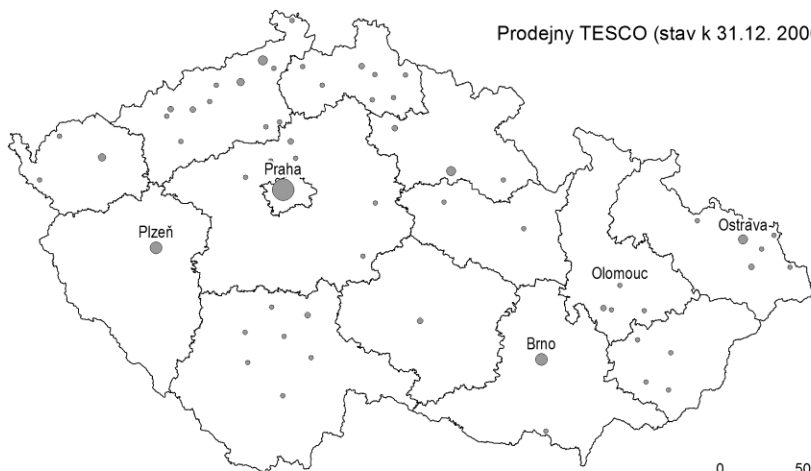 Prodejny TESCO (stav k 31.12. 200
Praha
Plzeň
Ostrava
Olomouc
Brno
0 50